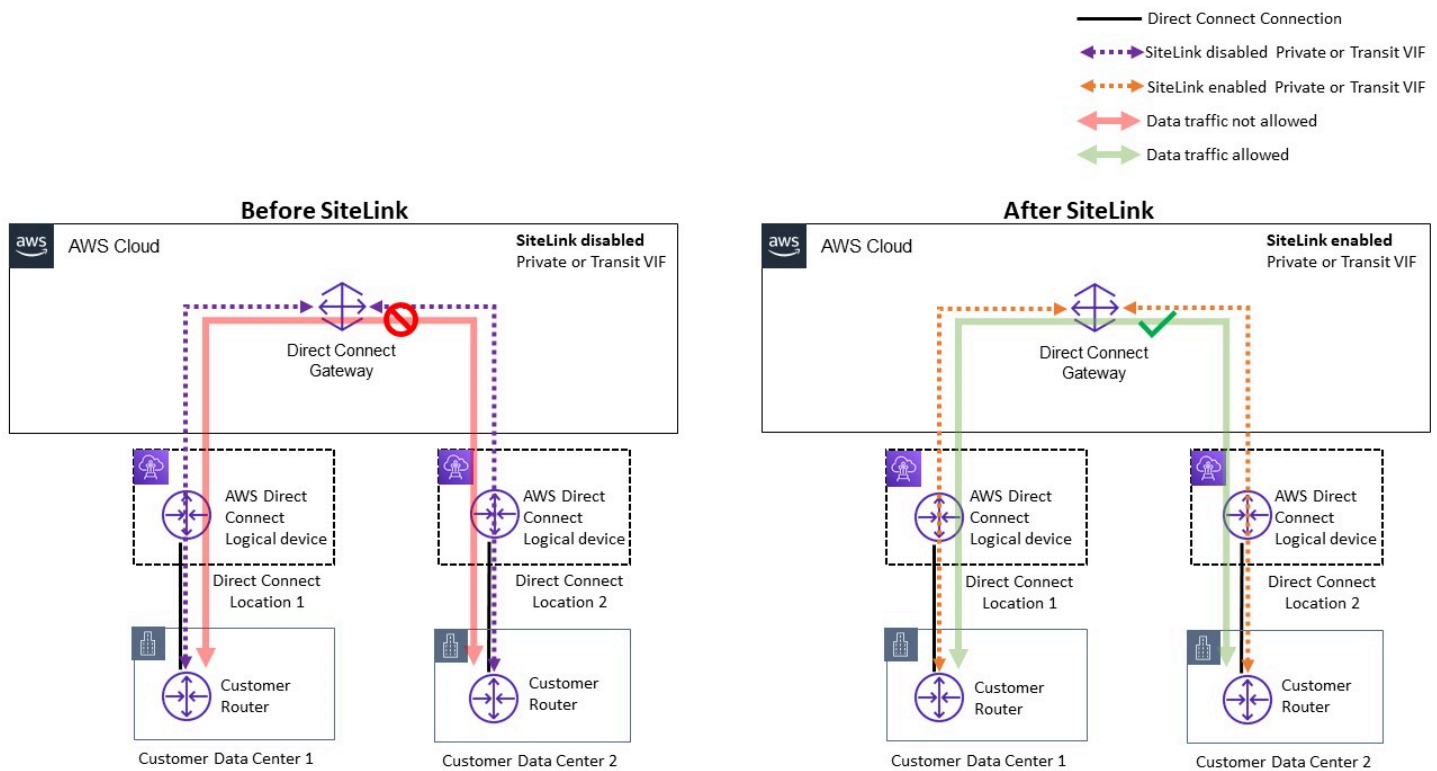 Direct Connect Connection
SiteLink disabled Private or Transit VIF
SiteLink enabled Private or Transit VIF
Data traffic not allowed
Data traffic allowed
Before SiteLink
aws
AWS Cloud
SiteLink disabled
Private or Transit VIF
Direct Connect
Gateway
AWS Direct
Connect
Logical device
AWS Direct
Connect
Logical device
Direct Connect
Location 1
Direct Connect
Location 2
Customer
Router
Customer
Router
Customer Data Center 1
Customer Data Center 2
After SiteLink
aws
AWS Cloud
SiteLink enabled
Private or Transit VIF
Direct Connect
Gateway
AWS Direct
Connect
Logical device
AWS Direct
Connect
Logical device
Direct Connect
Location 1
Direct Connect
Location 2
Customer
Router
Customer
Router
Customer Data Center 1
Customer Data Center 2